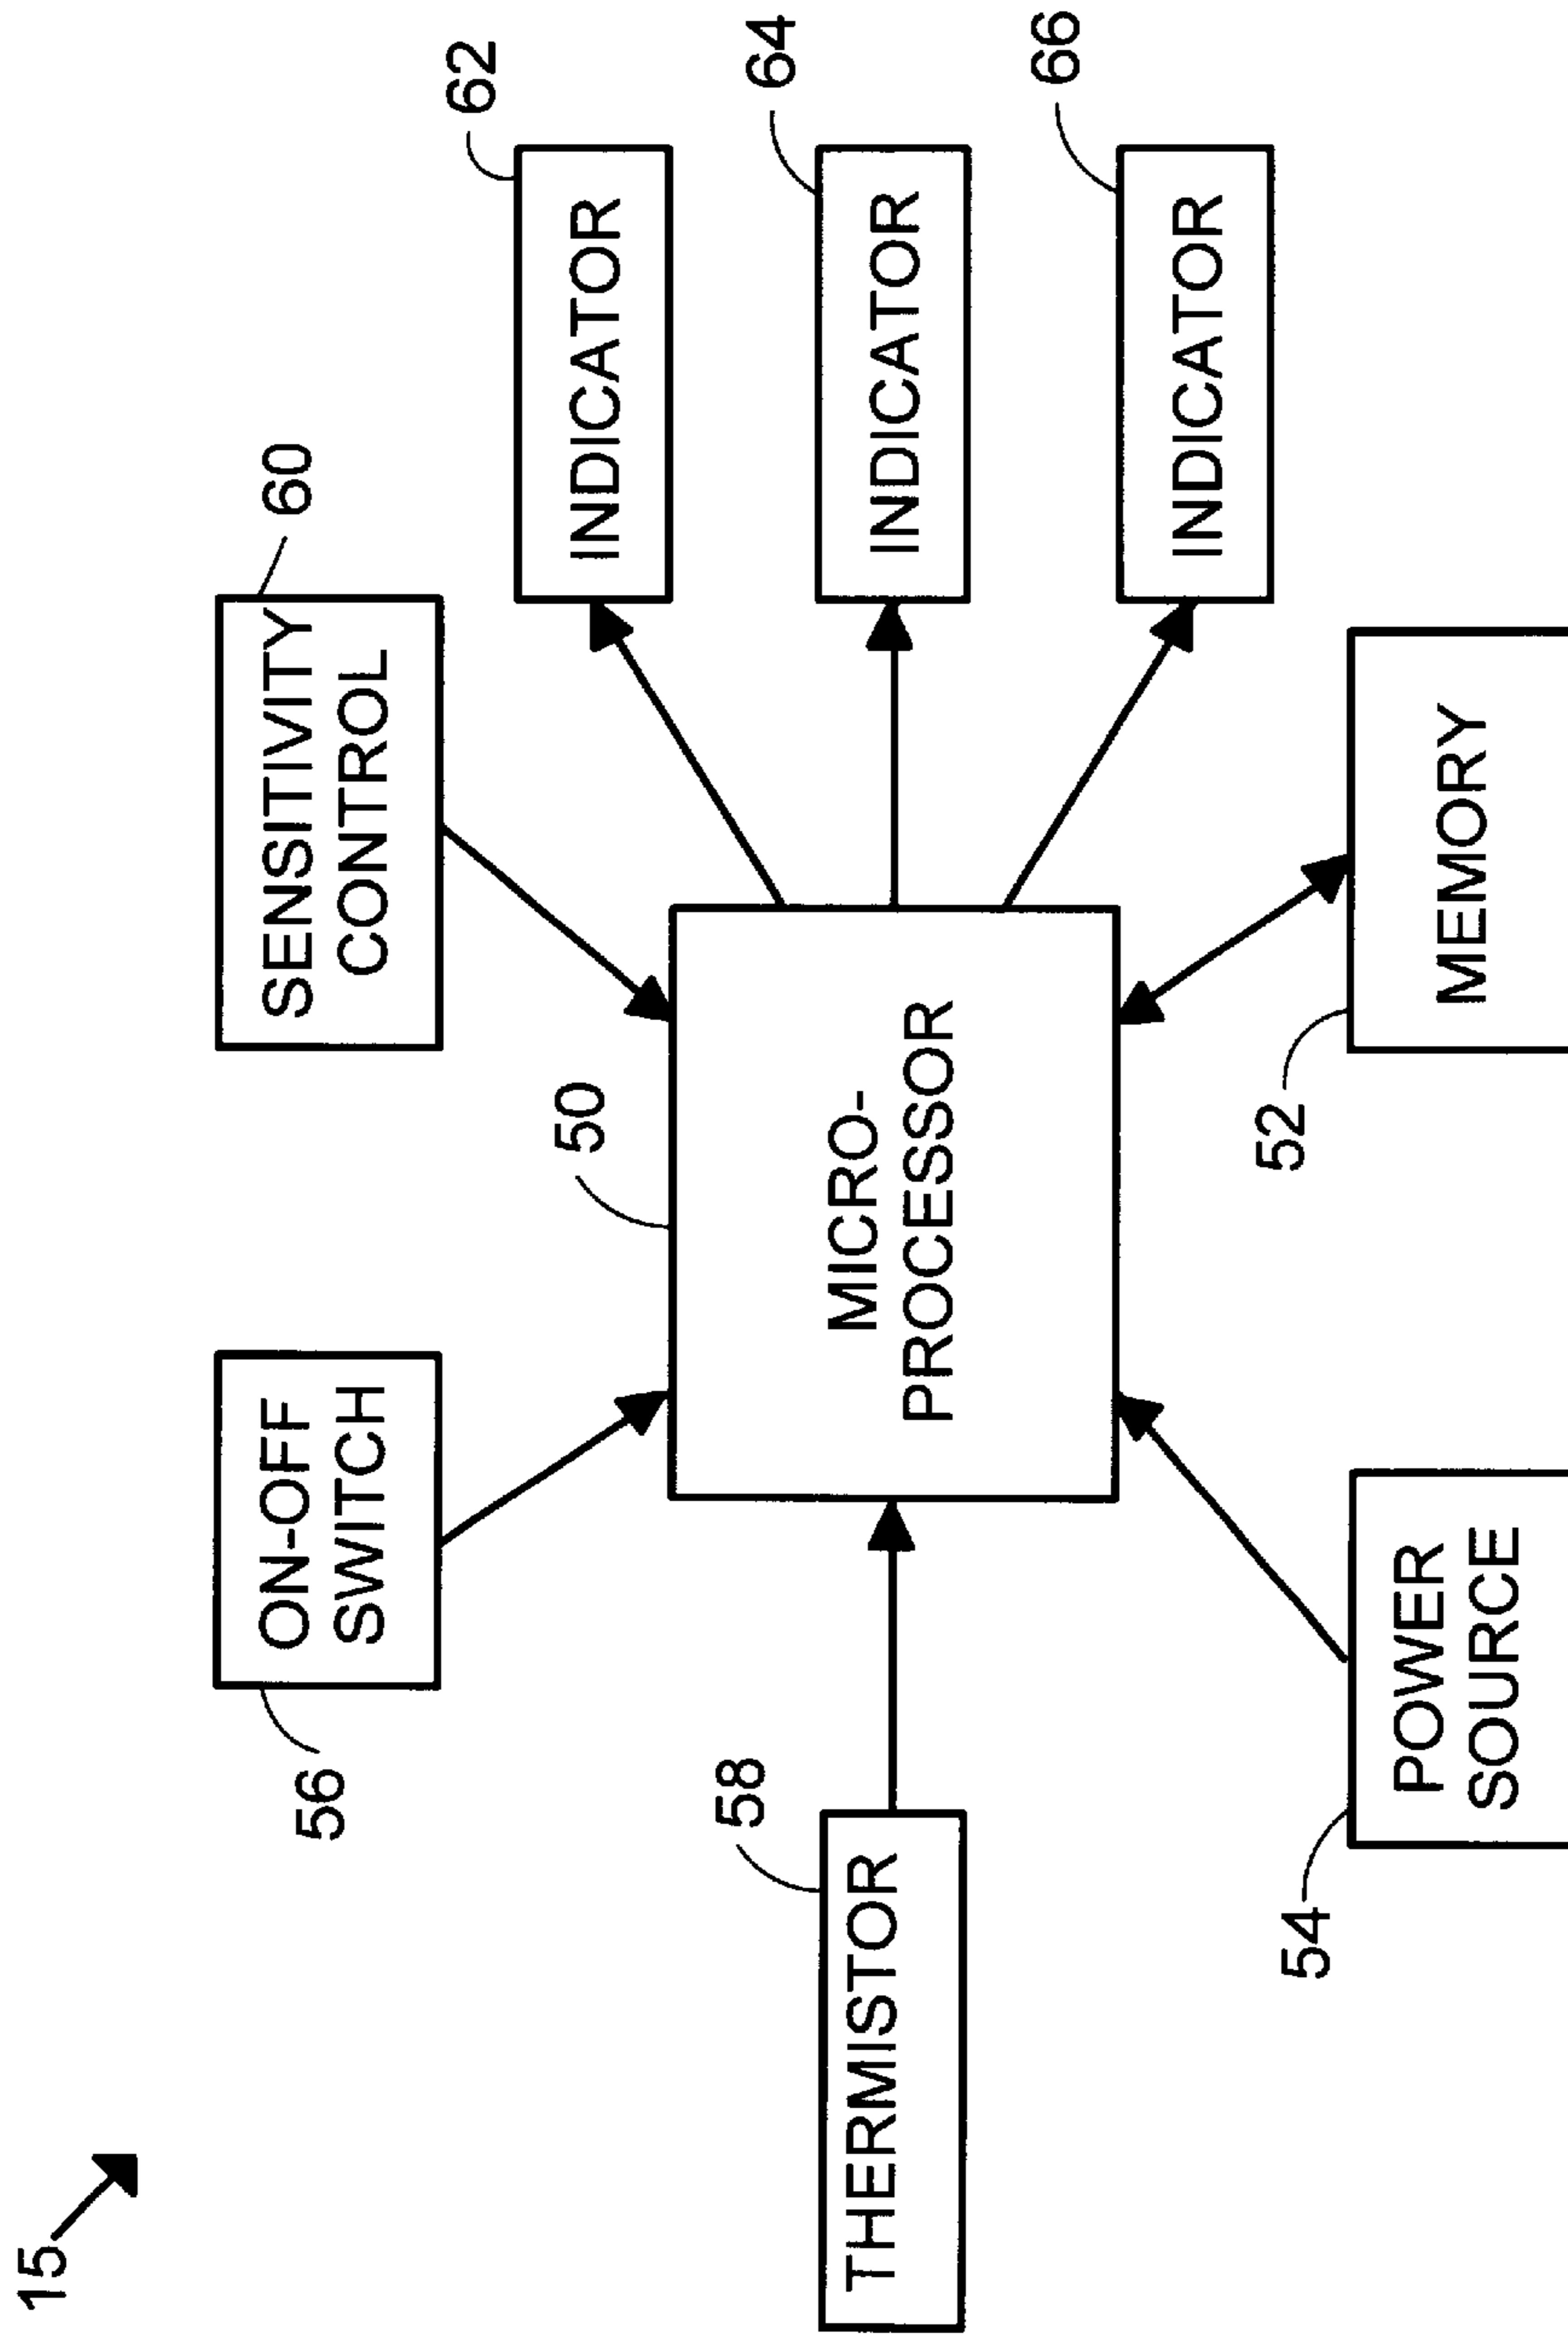 15
56
ON-OFF
SWITCH
60
SENSITIVITY
CONTROL
62
INDICATOR
50
58
THERMISTOR
MICRO-
PROCESSOR
64
INDICATOR
66
INDICATOR
54
POWER
SOURCE
52
MEMORY